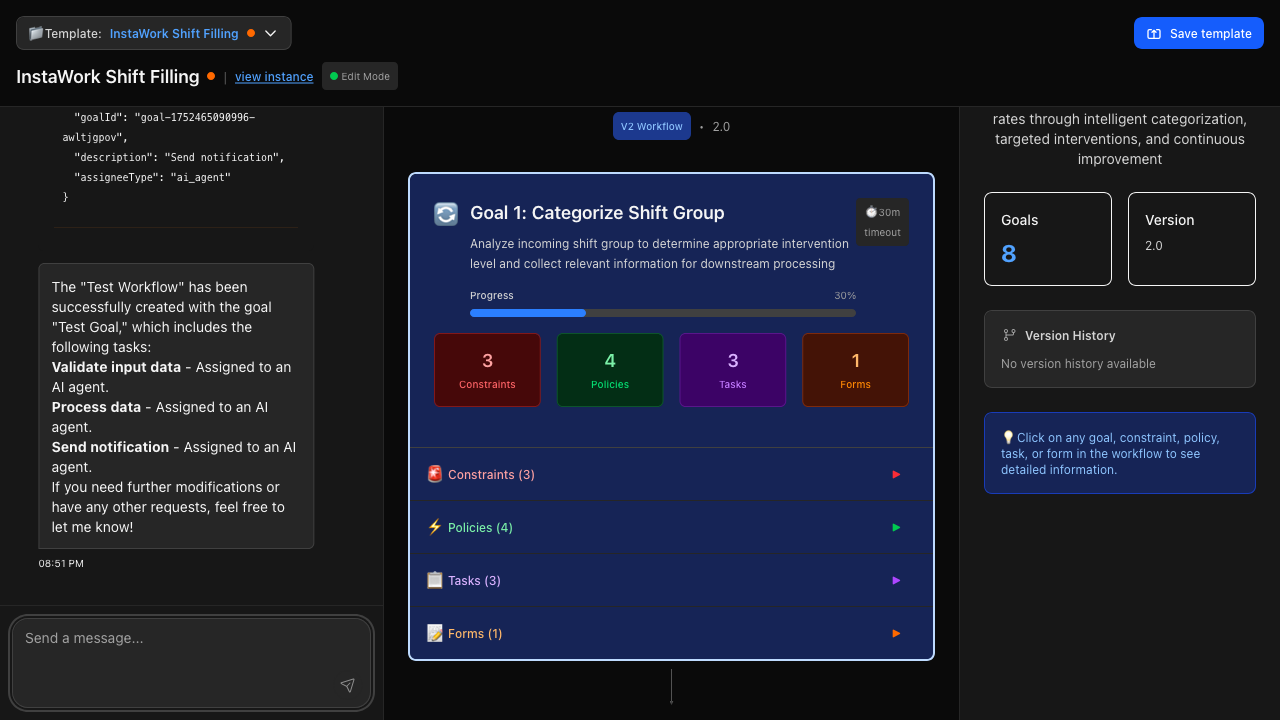 Template: InstaWork Shift Filling
Save template
InstaWork Shift Filling | view instance Edit Mode
"goalId": "goal-1752465090996-
awltjgpov",
"description": "Send notification",
"assigneeType": "ai_agent"
}
The "Test Workflow" has been
successfully created with the goal
"Test Goal," which includes the
following tasks:
Validate input data - Assigned to an
AI agent.
Process data - Assigned to an AI
agent.
Send notification - Assigned to an AI
agent.
If you need further modifications or
have any other requests, feel free to
let me know!
08:51 PM
Send a message...
V2 Workflow • 2.0
Goal 1: Categorize Shift Group
30m
timeout
Analyze incoming shift group to determine appropriate intervention
level and collect relevant information for downstream processing
Progress 30%
3 4 3 1
Constraints Policies Tasks Forms
Constraints (3)
Policies (4)
Tasks (3)
Forms (1)
rates through intelligent categorization,
targeted interventions, and continuous
improvement
Goals
8
Version
2.0
Version History
No version history available
Click on any goal, constraint, policy,
task, or form in the workflow to see
detailed information.